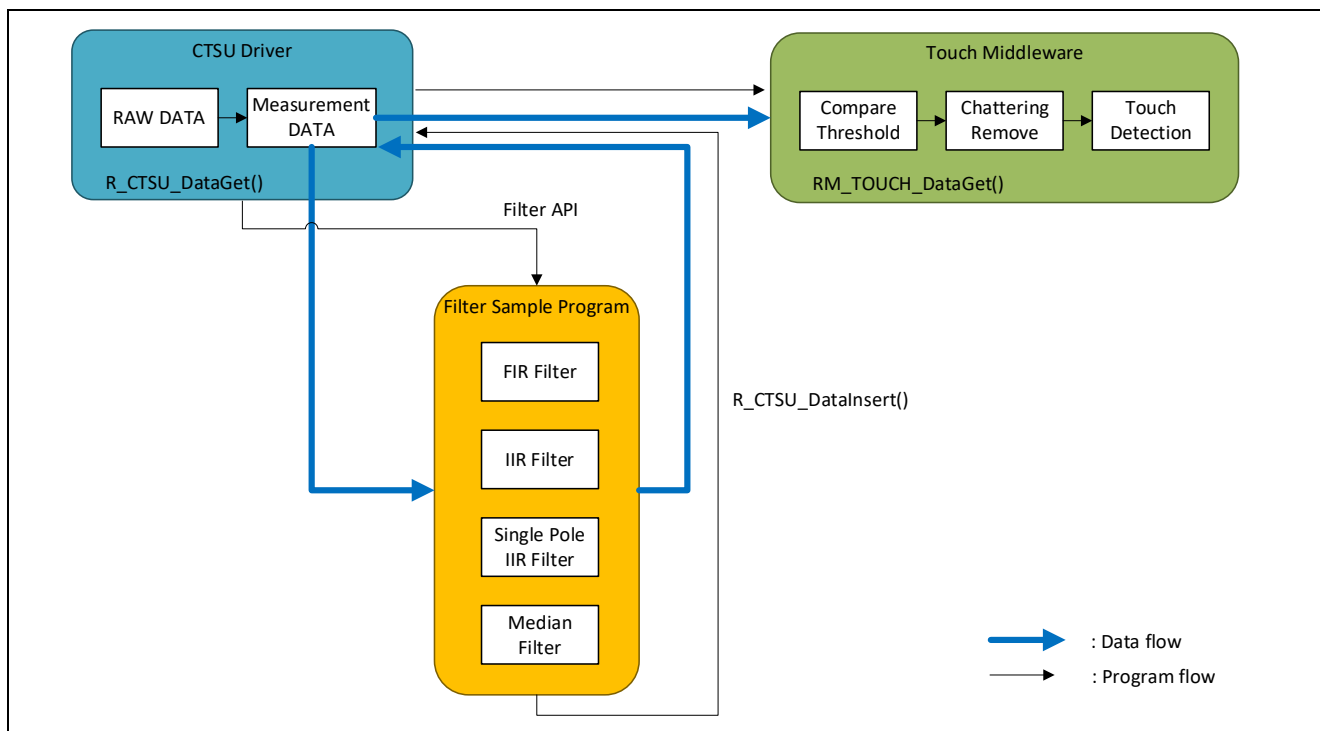 CTSU Driver
RAW DATA
Measurement
DATA
R_CTSU_DataGet()
Touch Middleware
Compare
Threshold
Chattering
Remove
Touch
Detection
RM_TOUCH_DataGet()
Filter API
Filter Sample Program
FIR Filter
IIR Filter
Single Pole
IIR Filter
Median
Filter
R_CTSU_DataInsert()
: Data flow
: Program flow